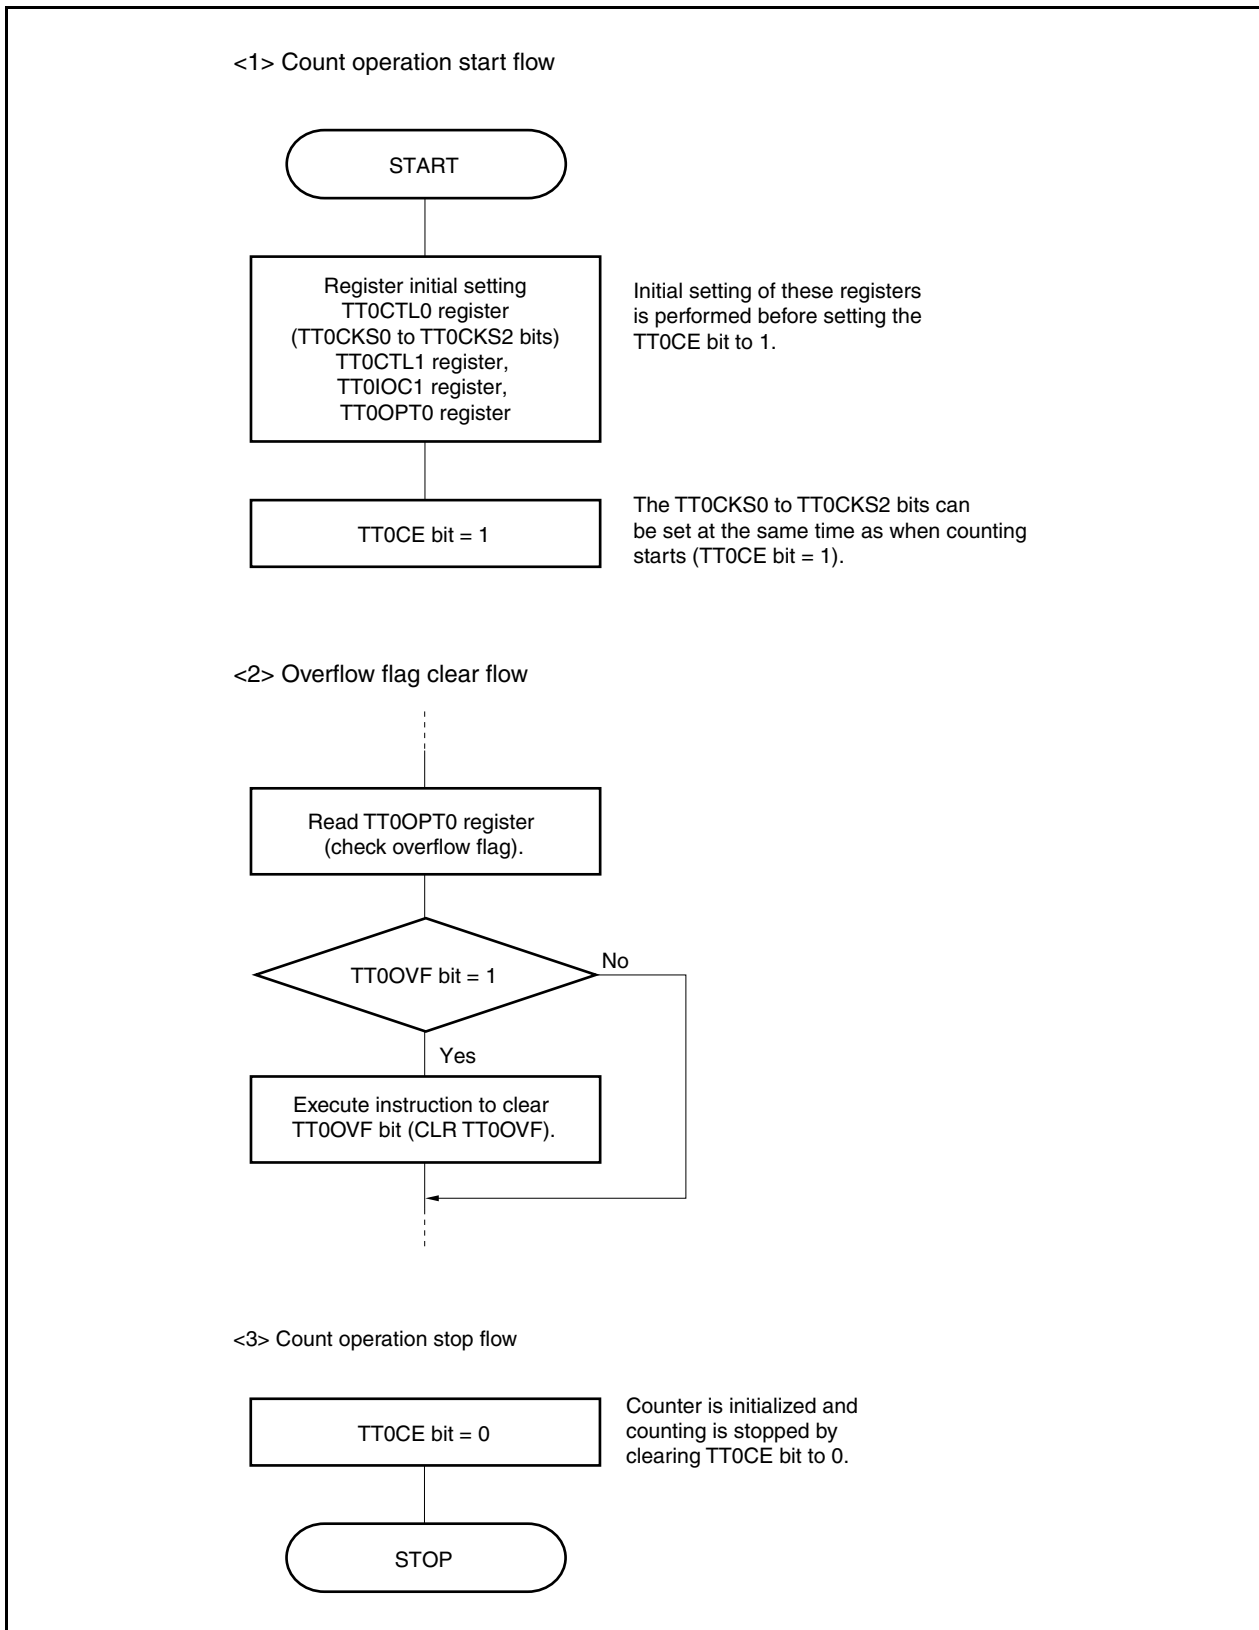 <1> Count operation start flow
START
Register initial setting
TT0CTL0 register
(TT0CKS0 to TT0CKS2 bits)
TT0CTL1 register,
TT0IOC1 register,
TT0OPT0 register
Initial setting of these registers
is performed before setting the
TT0CE bit to 1.
TT0CE bit = 1
The TT0CKS0 to TT0CKS2 bits can
be set at the same time as when counting
starts (TT0CE bit = 1).
<2> Overflow flag clear flow
Read TT0OPT0 register
(check overflow flag).
TT0OVF bit = 1
No
Yes
Execute instruction to clear
TT0OVF bit (CLR TT0OVF).
<3> Count operation stop flow
TT0CE bit = 0
Counter is initialized and
counting is stopped by
clearing TT0CE bit to 0.
STOP